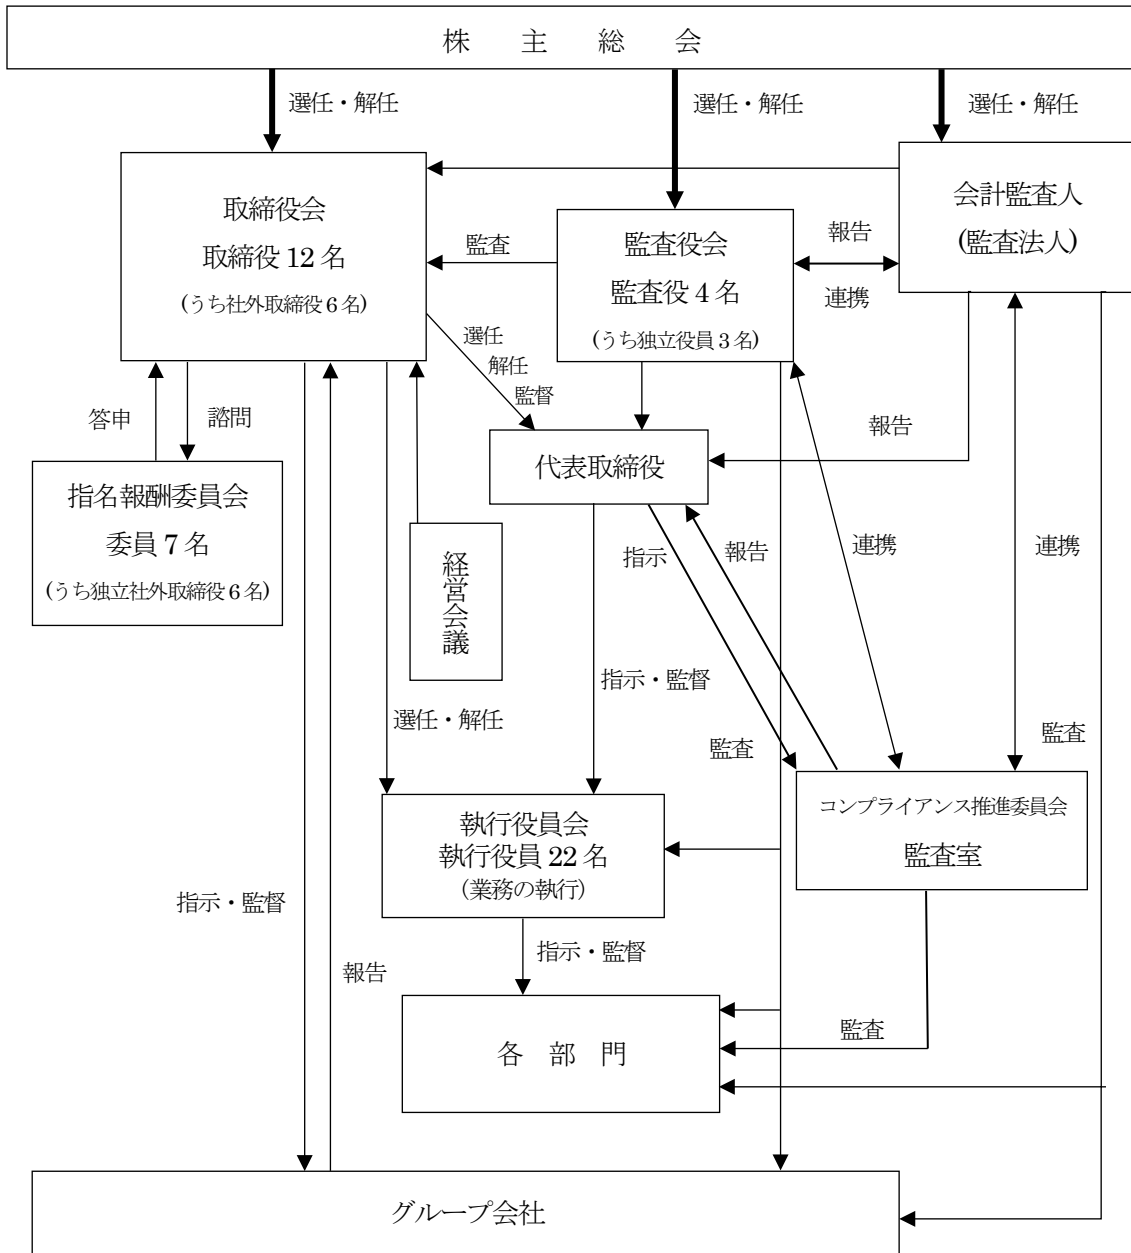 株 主 総 会
選任・解任
選任・解任
選任・解任
取締役会
取締役 12 名
(うち社外取締役 6 名)
監査
監査役会
監査役 4 名
(うち独立役員 3 名)
報告
連携
会計監査人
(監査法人)
選任
解任
監督
答申
諮問
報告
代表取締役
指名報酬委員会
委員 7 名
(うち独立社外取締役 6 名)
経営会議
指示
報告
連携
連携
指示・監督
選任・解任
監査
監査
執行役員会
執行役員 22 名
(業務の執行)
コンプライアンス推進委員会
監査室
指示・監督
指示・監督
報告
各 部 門
監査
グループ会社